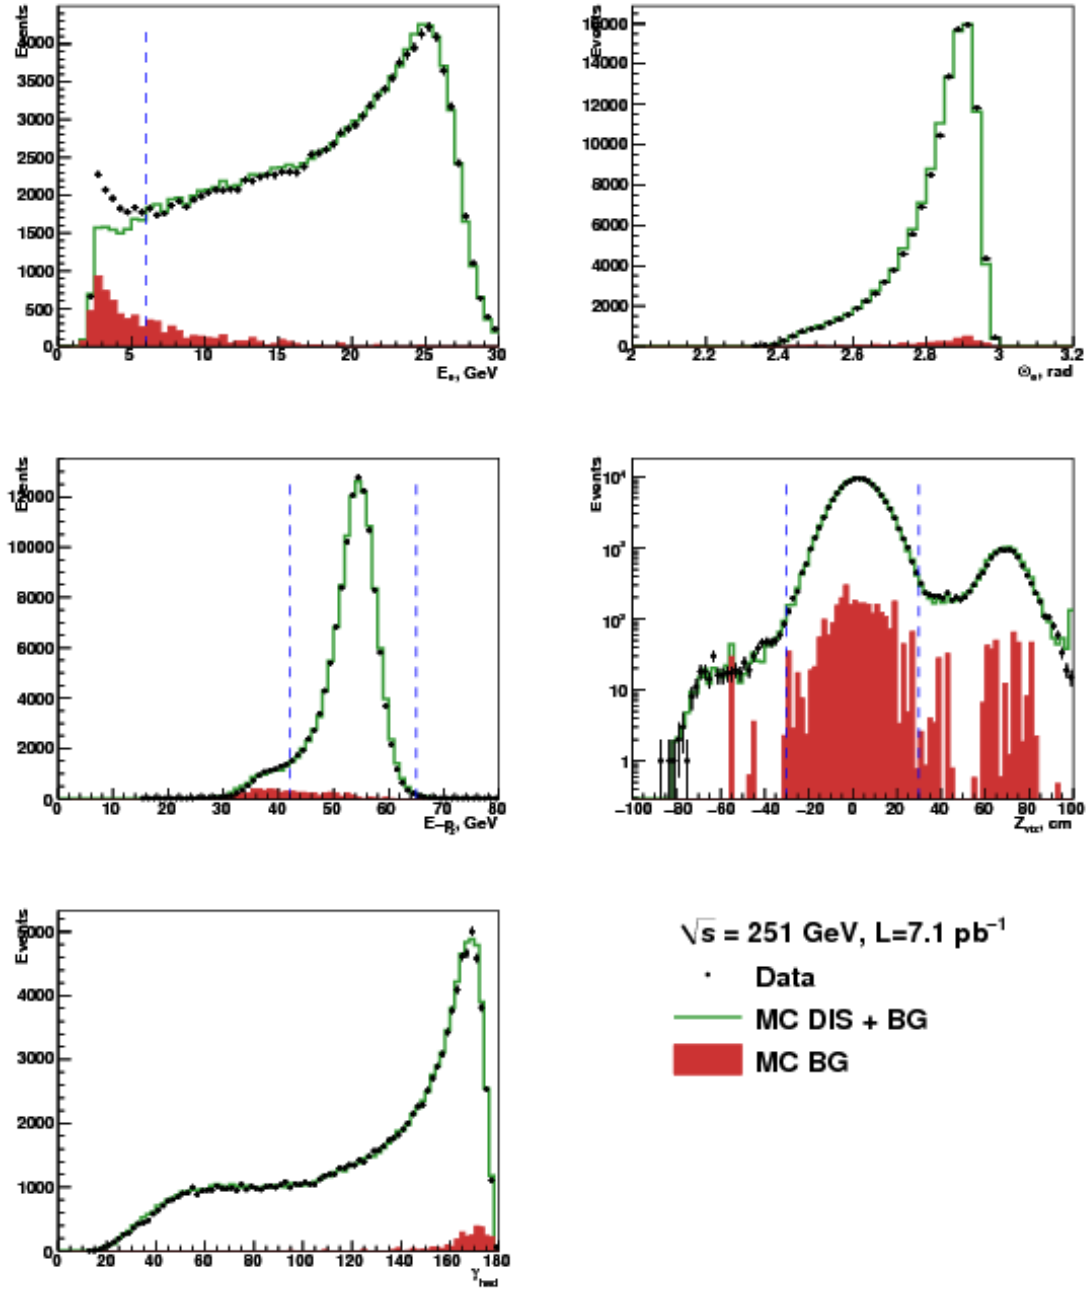 Events
4000
3500
3000
2500
2000
1500
1000
500
0
0 5 10 15 20 25 30
E_e, GeV
Events
16000
14000
12000
10000
8000
6000
4000
2000
0
2 2.2 2.4 2.6 2.8 3 3.2
Θ_e, rad
Events
12000
10000
8000
6000
4000
2000
0
0 10 20 30 40 50 60 70 80
E-p_z, GeV
Events
10⁴
10³
10²
10
1
−100 −80 −60 −40 −20 0 20 40 60 80 100
Z_vtx, cm
Events
5000
4000
3000
2000
1000
0
0 20 40 60 80 100 120 140 160 180
γ_had
√s = 251 GeV, L=7.1 pb⁻¹
Data
MC DIS + BG
MC BG